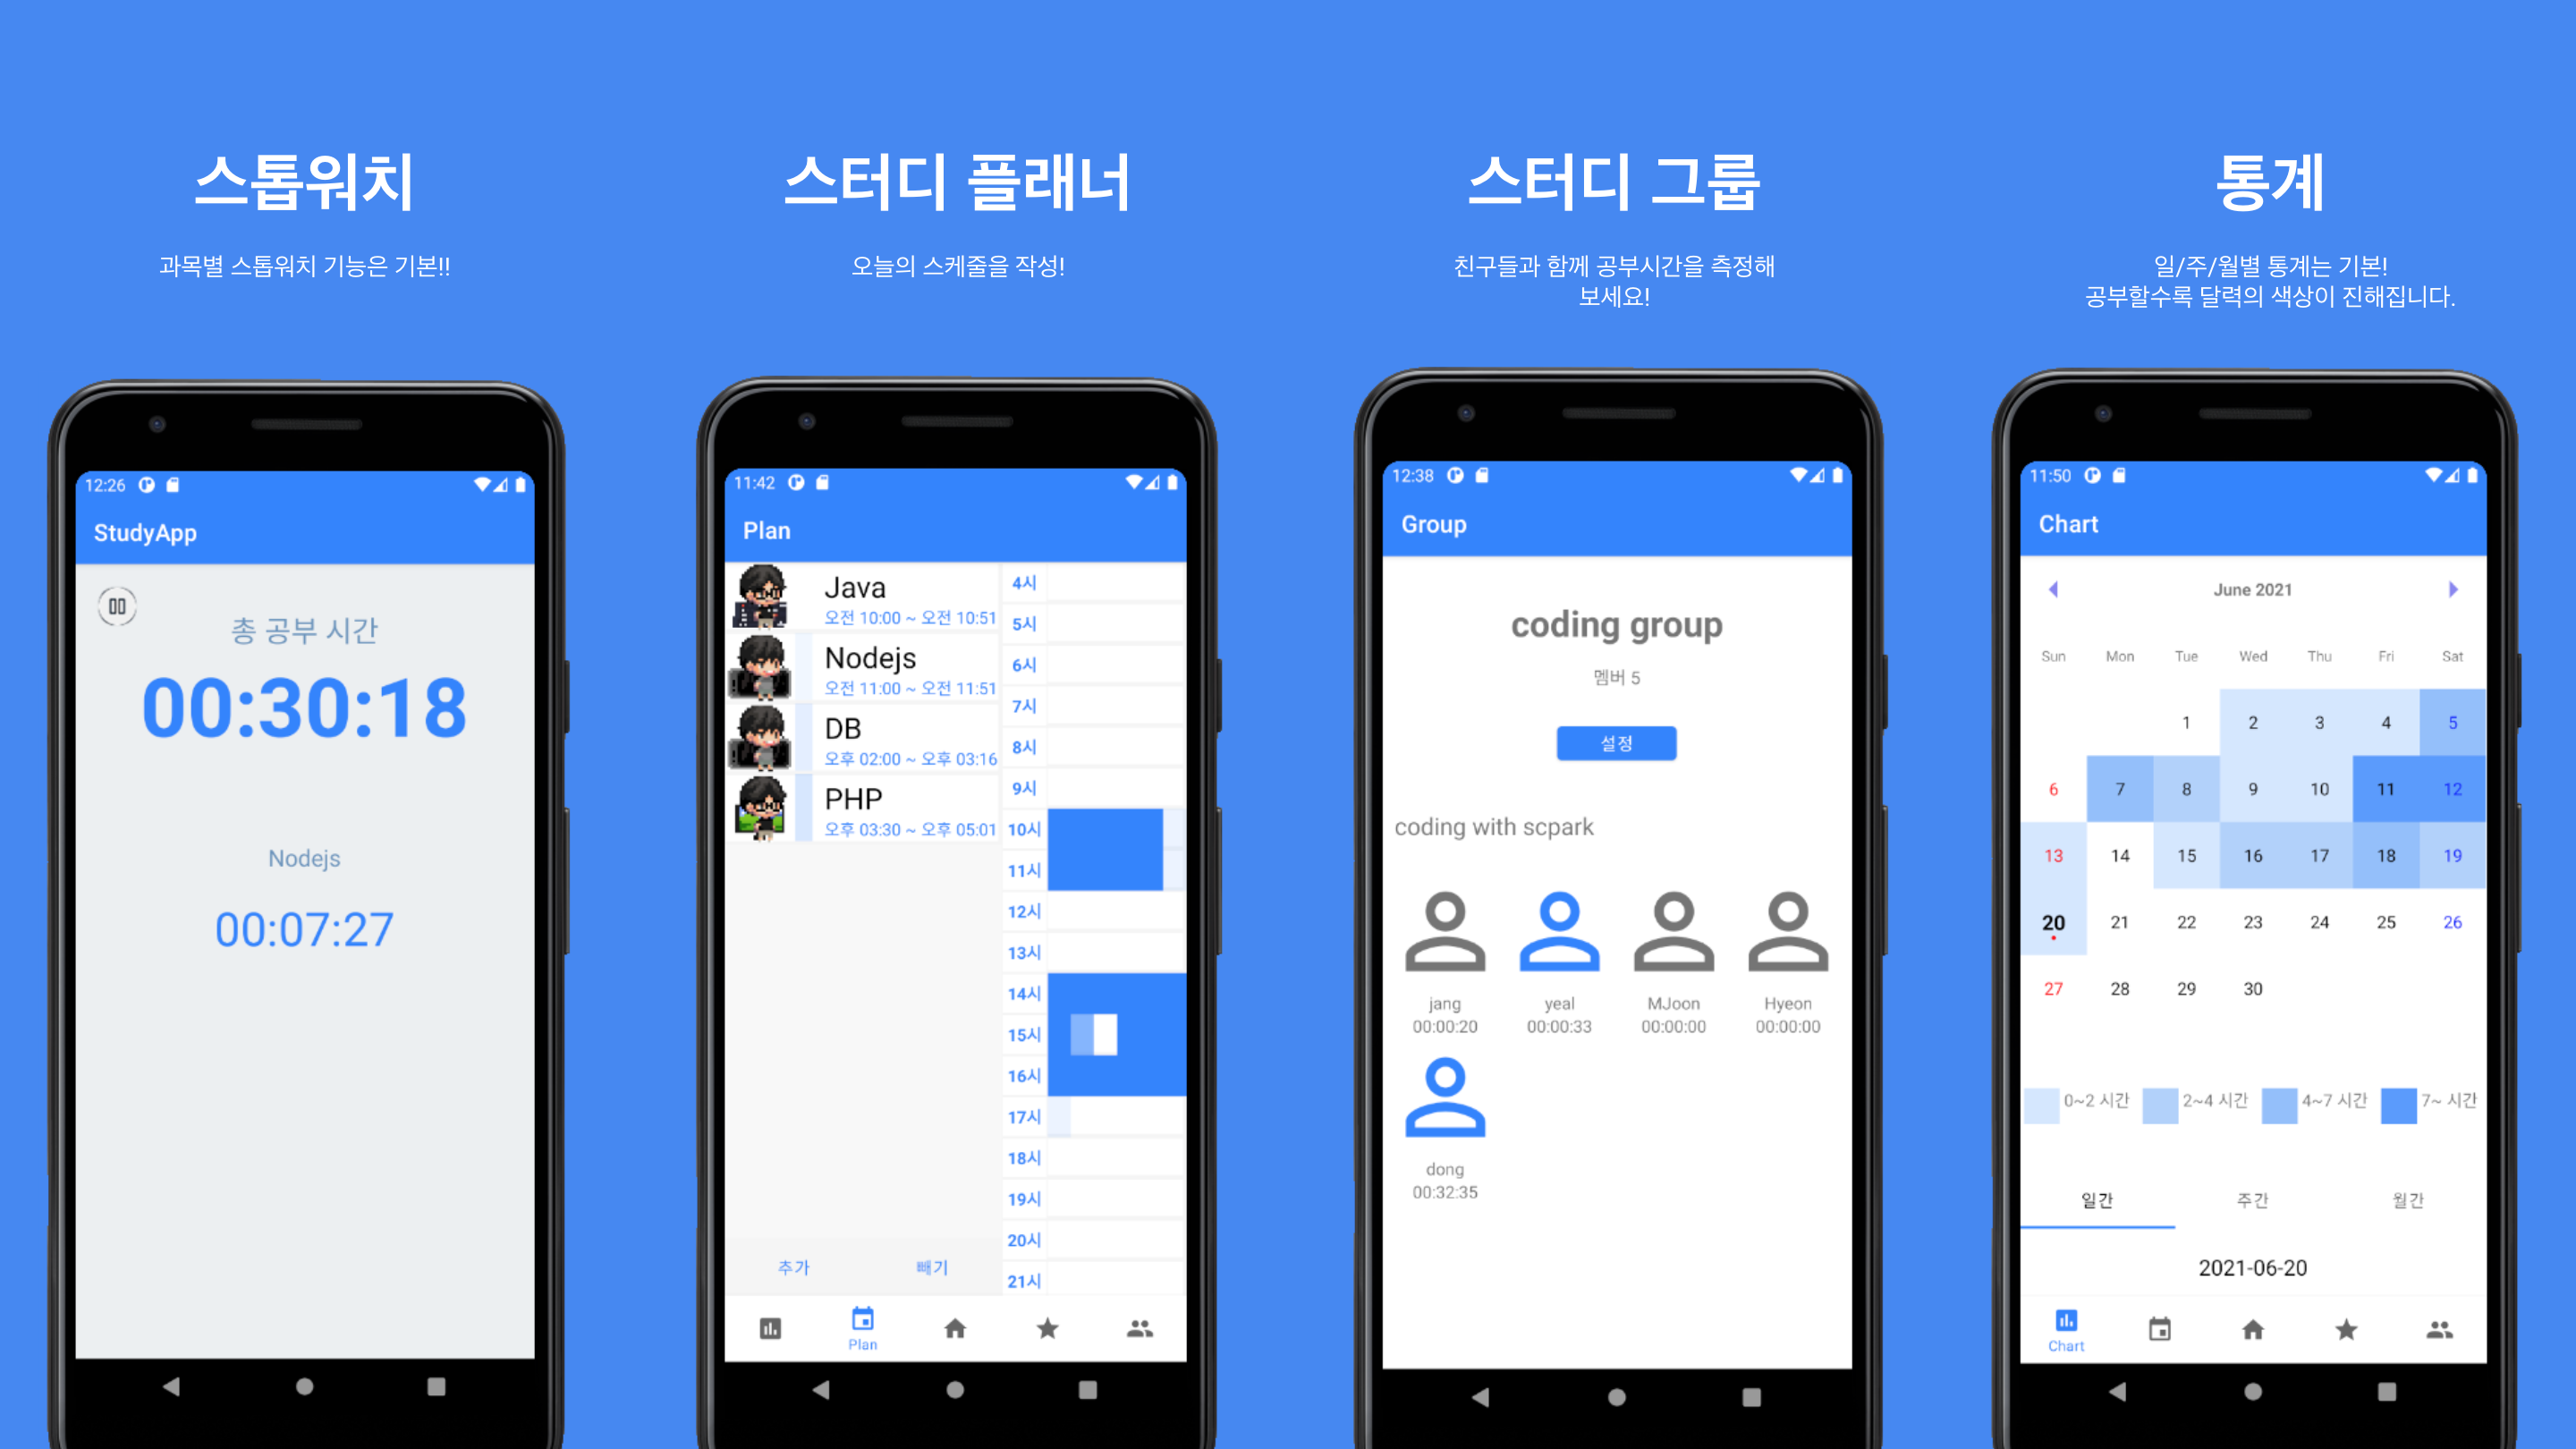 스톱워치
과목별 스톱워치 기능은 기본!!
12:26
StudyApp
총 공부 시간
00:30:18
Nodejs
00:07:27
스터디 플래너
오늘의 스케줄을 작성!
11:42
Plan
Java
오전 10:00 ~ 오전 10:51
Nodejs
오전 11:00 ~ 오전 11:51
DB
오후 02:00 ~ 오후 03:16
PHP
오후 03:30 ~ 오후 05:01
4시
5시
6시
7시
8시
9시
10시
11시
12시
13시
14시
15시
16시
17시
18시
19시
20시
21시
추가 빼기
Plan
스터디 그룹
친구들과 함께 공부시간을 측정해
보세요!
12:38
Group
coding group
멤버 5
설정
coding with scpark
jang yeal MJoon Hyeon
00:00:20 00:00:33 00:00:00 00:00:00
dong
00:32:35
통계
일/주/월별 통계는 기본!
공부할수록 달력의 색상이 진해집니다.
11:50
Chart
June 2021
Sun Mon Tue Wed Thu Fri Sat
1 2 3 4 5
6 7 8 9 10 11 12
13 14 15 16 17 18 19
20 21 22 23 24 25 26
27 28 29 30
0~2 시간 2~4 시간 4~7 시간 7~ 시간
일간 주간 월간
2021-06-20
Chart